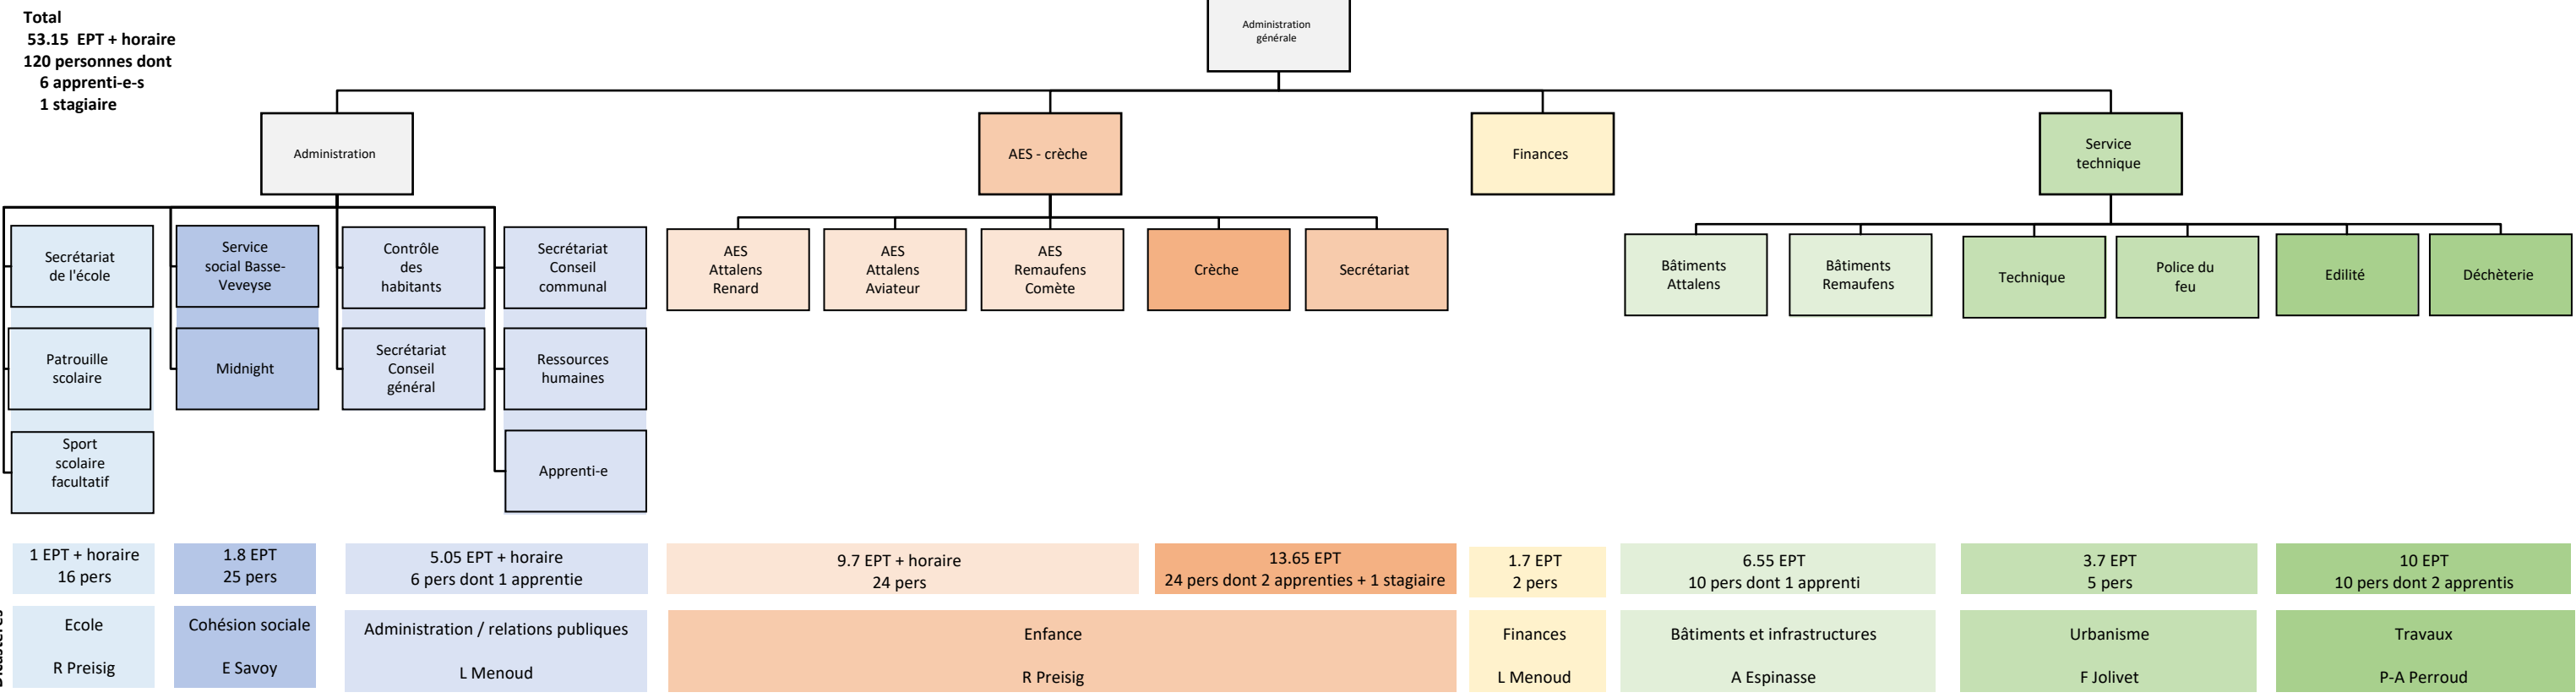 Total
53.15 EPT + horaire
120 personnes dont
6 apprenti-e-s
1 stagiaire
Administration
générale
Administration
AES - crèche
Finances
Service
technique
Secrétariat
de l'école
Service
social Basse-
Veveyse
Contrôle
des
habitants
Secrétariat
Conseil
communal
AES
Attalens
Renard
AES
Attalens
Aviateur
AES
Remaufens
Comète
Crèche
Secrétariat
Bâtiments
Attalens
Bâtiments
Remaufens
Technique
Police du
feu
Edilité
Déchèterie
Patrouille
scolaire
Midnight
Secrétariat
Conseil
général
Ressources
humaines
Sport
scolaire
facultatif
Apprenti-e
1 EPT + horaire
16 pers
1.8 EPT
25 pers
5.05 EPT + horaire
6 pers dont 1 apprentie
9.7 EPT + horaire
24 pers
13.65 EPT
24 pers dont 2 apprenties + 1 stagiaire
1.7 EPT
2 pers
6.55 EPT
10 pers dont 1 apprenti
3.7 EPT
5 pers
10 EPT
10 pers dont 2 apprentis
Ecole
R Preisig
Cohésion sociale
E Savoy
Administration / relations publiques
L Menoud
Enfance
R Preisig
Finances
L Menoud
Bâtiments et infrastructures
A Espinasse
Urbanisme
F Jolivet
Travaux
P-A Perroud